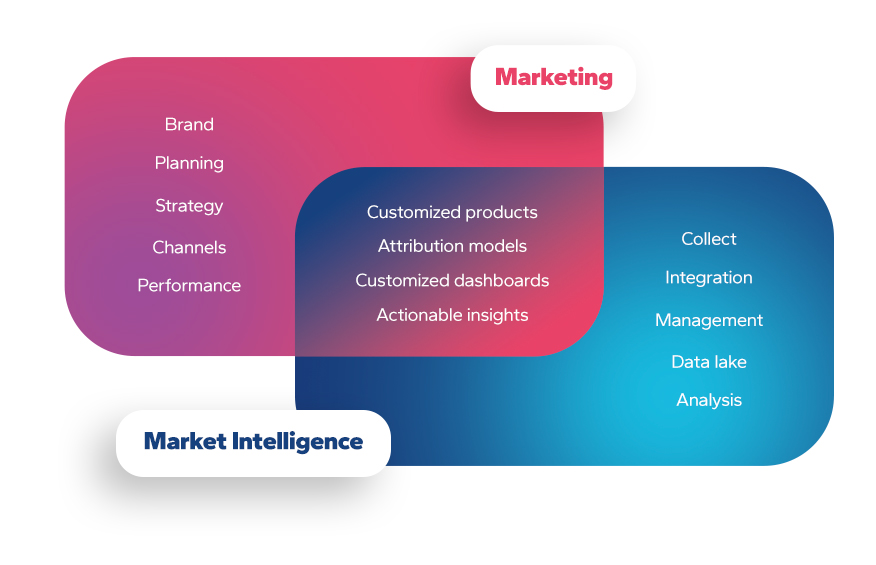 Marketing
Brand
Planning
Strategy
Channels
Performance
Customized products
Attribution models
Customized dashboards
Actionable insights
Collect
Integration
Management
Data lake
Analysis
Market Intelligence